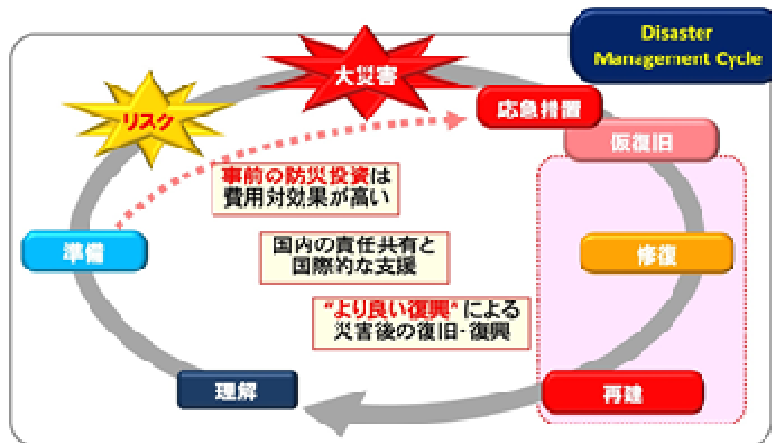 Disaster
Management Cycle
大災害
リスク
応急措置
仮復旧
事前の防災投資は
費用対効果が高い
準備
国内の責任共有と
国際的な支援
修復
"より良い復興"による
災害後の復旧・復興
理解
再建